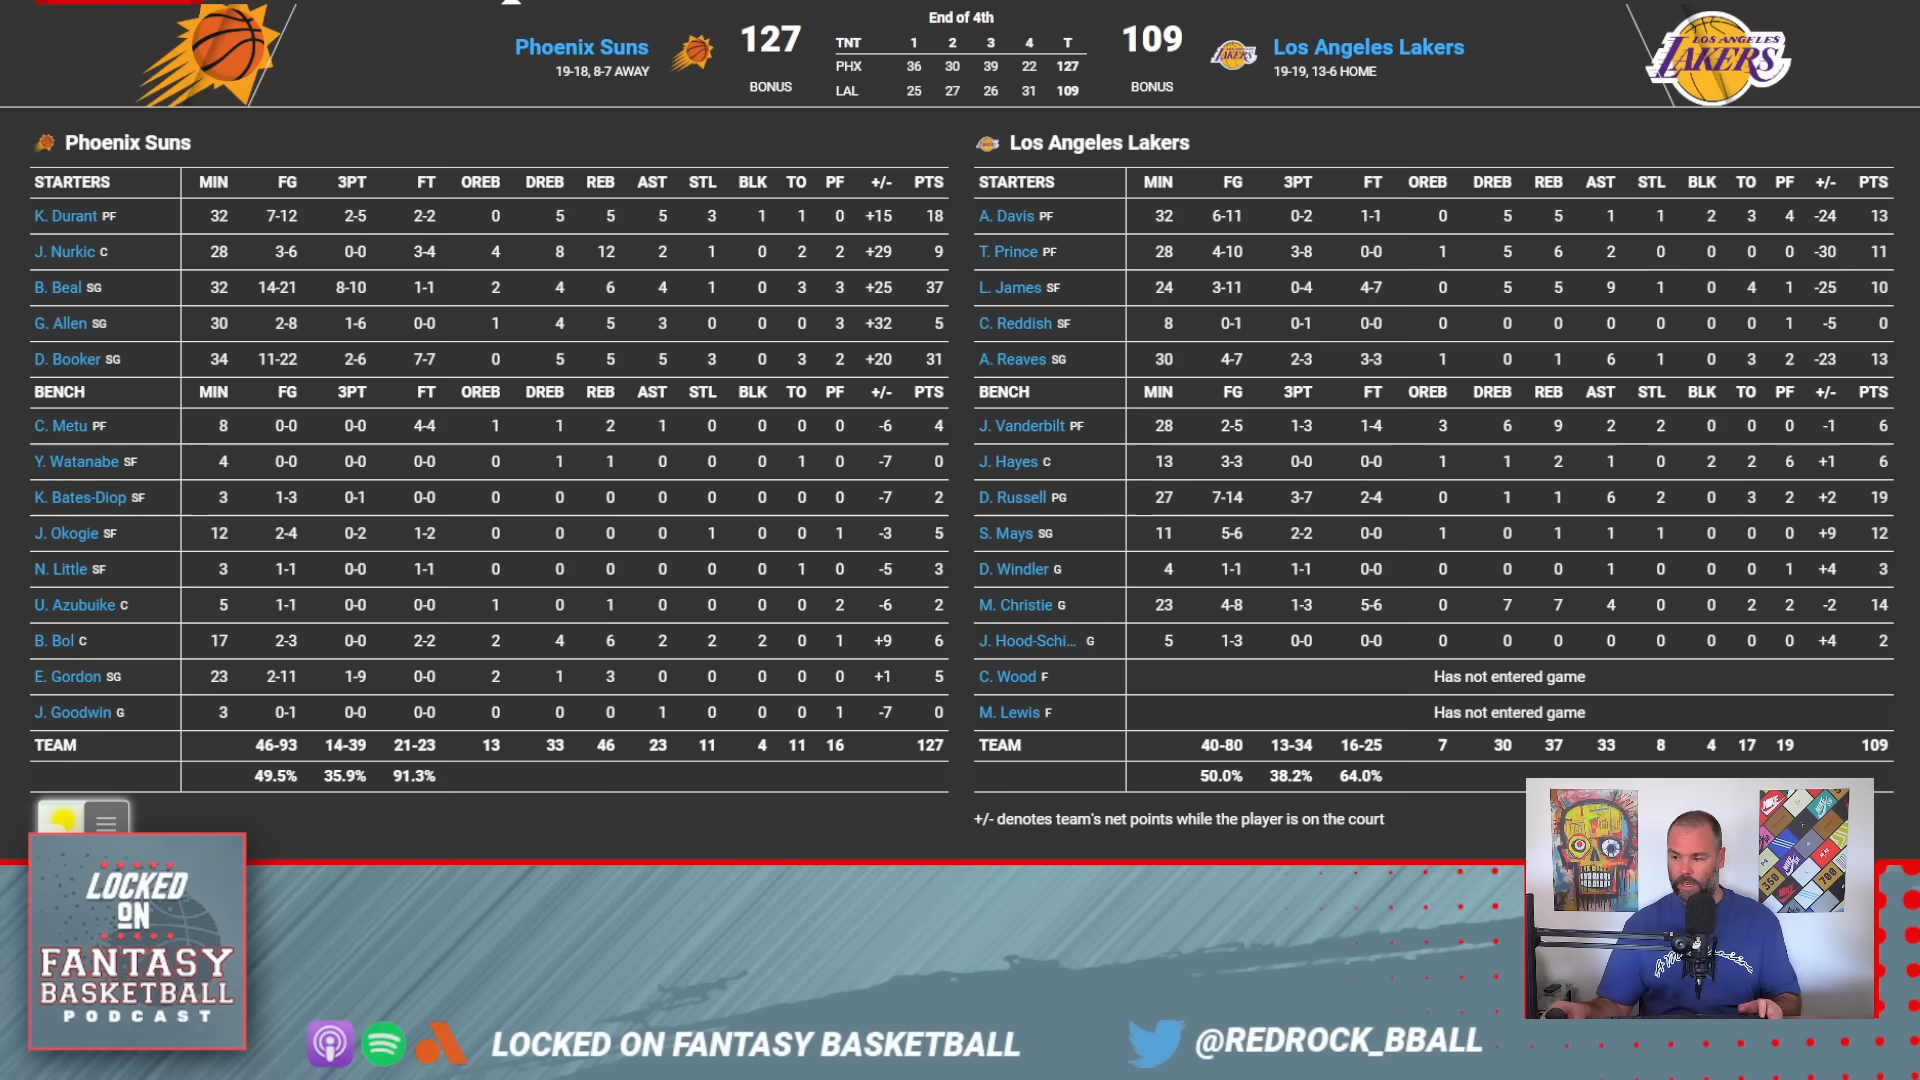 Phoenix Suns
19-18, 8-7 AWAY
127
BONUS
End of 4th
TNT 1 2 3 4 T
PHX 36 30 39 22 127
LAL 25 27 26 31 109
109
BONUS
Los Angeles Lakers
19-19, 13-6 HOME
LOS ANGELES
LAKERS
Phoenix Suns
STARTERS MIN FG 3PT FT OREB DREB REB AST STL BLK TO PF +/- PTS
K. Durant PF 32 7-12 2-5 2-2 0 5 5 5 3 1 1 0 +15 18
J. Nurkic C 28 3-6 0-0 3-4 4 8 12 2 1 0 2 2 +29 9
B. Beal SG 32 14-21 8-10 1-1 2 4 6 4 1 0 3 3 +25 37
G. Allen SG 30 2-8 1-6 0-0 1 4 5 3 0 0 0 3 +32 5
D. Booker SG 34 11-22 2-6 7-7 0 5 5 5 3 0 3 2 +20 31
BENCH MIN FG 3PT FT OREB DREB REB AST STL BLK TO PF +/- PTS
C. Metu PF 8 0-0 0-0 4-4 1 1 2 1 0 0 0 0 -6 4
Y. Watanabe SF 4 0-0 0-0 0-0 0 1 1 0 0 0 1 0 -7 0
K. Bates-Diop SF 3 1-3 0-1 0-0 0 0 0 0 0 0 0 0 -7 2
J. Okogie SF 12 2-4 0-2 1-2 0 0 0 0 1 0 0 1 -3 5
N. Little SF 3 1-1 0-0 1-1 0 0 0 0 0 0 1 0 -5 3
U. Azubuike C 5 1-1 0-0 0-0 1 0 1 0 0 0 0 2 -6 2
B. Bol C 17 2-3 0-0 2-2 2 4 6 2 2 2 0 1 +9 6
E. Gordon SG 23 2-11 1-9 0-0 2 1 3 0 0 0 0 0 +1 5
J. Goodwin G 3 0-1 0-0 0-0 0 0 0 1 0 0 0 1 -7 0
TEAM 46-93 14-39 21-23 13 33 46 23 11 4 11 16 127
49.5% 35.9% 91.3%
Los Angeles Lakers
STARTERS MIN FG 3PT FT OREB DREB REB AST STL BLK TO PF +/- PTS
A. Davis PF 32 6-11 0-2 1-1 0 5 5 1 1 2 3 4 -24 13
T. Prince PF 28 4-10 3-8 0-0 1 5 6 2 0 0 0 0 -30 11
L. James SF 24 3-11 0-4 4-7 0 5 5 9 1 0 4 1 -25 10
C. Reddish SF 8 0-1 0-1 0-0 0 0 0 0 0 0 0 1 -5 0
A. Reaves SG 30 4-7 2-3 3-3 1 0 1 6 1 0 3 2 -23 13
BENCH MIN FG 3PT FT OREB DREB REB AST STL BLK TO PF +/- PTS
J. Vanderbilt PF 28 2-5 1-3 1-4 3 6 9 2 2 0 0 0 -1 6
J. Hayes C 13 3-3 0-0 0-0 1 1 2 1 0 2 2 6 +1 6
D. Russell PG 27 7-14 3-7 2-4 0 1 1 6 2 0 3 2 +2 19
S. Mays SG 11 5-6 2-2 0-0 1 0 1 1 1 0 0 0 +9 12
D. Windler G 4 1-1 1-1 0-0 0 0 0 1 0 0 0 1 +4 3
M. Christie G 23 4-8 1-3 5-6 0 7 7 4 0 0 2 2 -2 14
J. Hood-Schi... G 5 1-3 0-0 0-0 0 0 0 0 0 0 0 0 +4 2
C. Wood F Has not entered game
M. Lewis F Has not entered game
TEAM 40-80 13-34 16-25 7 30 37 33 8 4 17 19 109
50.0% 38.2% 64.0%
+/- denotes team's net points while the player is on the court
LOCKED
ON
FANTASY
BASKETBALL
PODCAST
LOCKED ON FANTASY BASKETBALL
@REDROCK_BBALL
NIKE
350
700